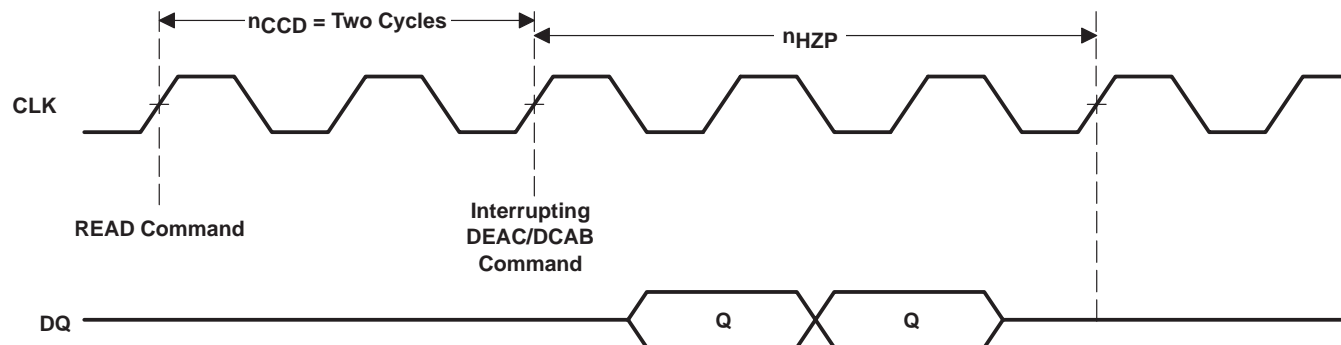 nCCD = Two Cycles
nHZP
CLK
READ Command
Interrupting
DEAC/DCAB
Command
DQ
Q
Q